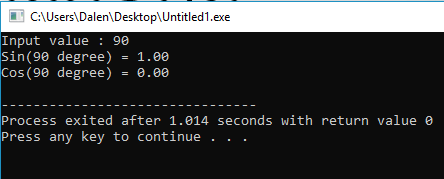 C:\Users\Dalen\Desktop\Untitled1.exe
Input value : 90
Sin(90 degree) = 1.00
Cos(90 degree) = 0.00
--------------------------------
Process exited after 1.014 seconds with return value 0
Press any key to continue . . .